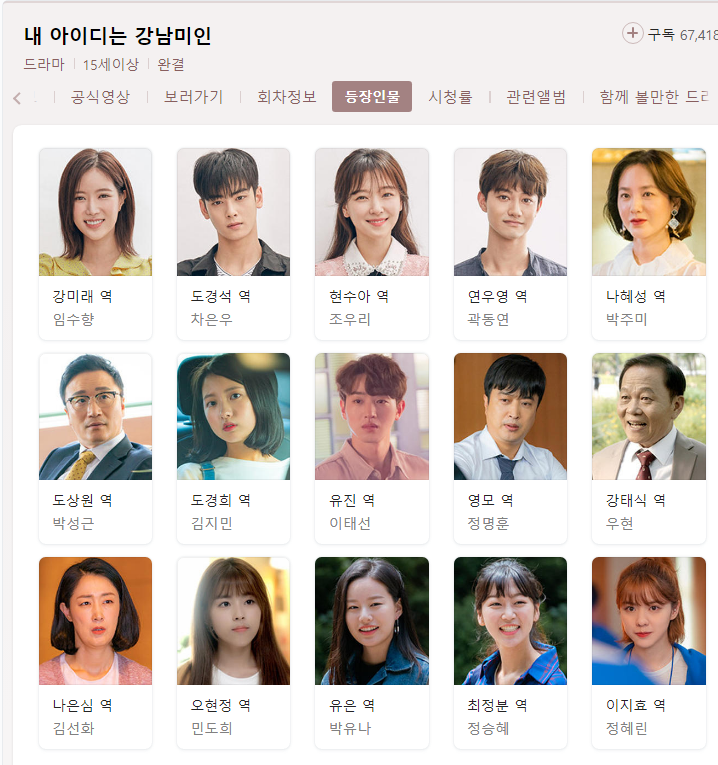 내 아이디는 강남미인
구독 67,418
드라마 15세이상 완결
공식영상 보러가기 회차정보 등장인물 시청률 관련앨범 함께 볼만한 드라
강미래 역 도경석 역 현수아 역 연우영 역 나혜성 역
임수향 차은우 조우리 곽동연 박주미
도상원 역 도경희 역 유진 역 영모 역 강태식 역
박성근 김지민 이태선 정명훈 우현
나은심 역 오현정 역 유은 역 최정분 역 이지효 역
김선화 민도희 박유나 정승혜 정혜린